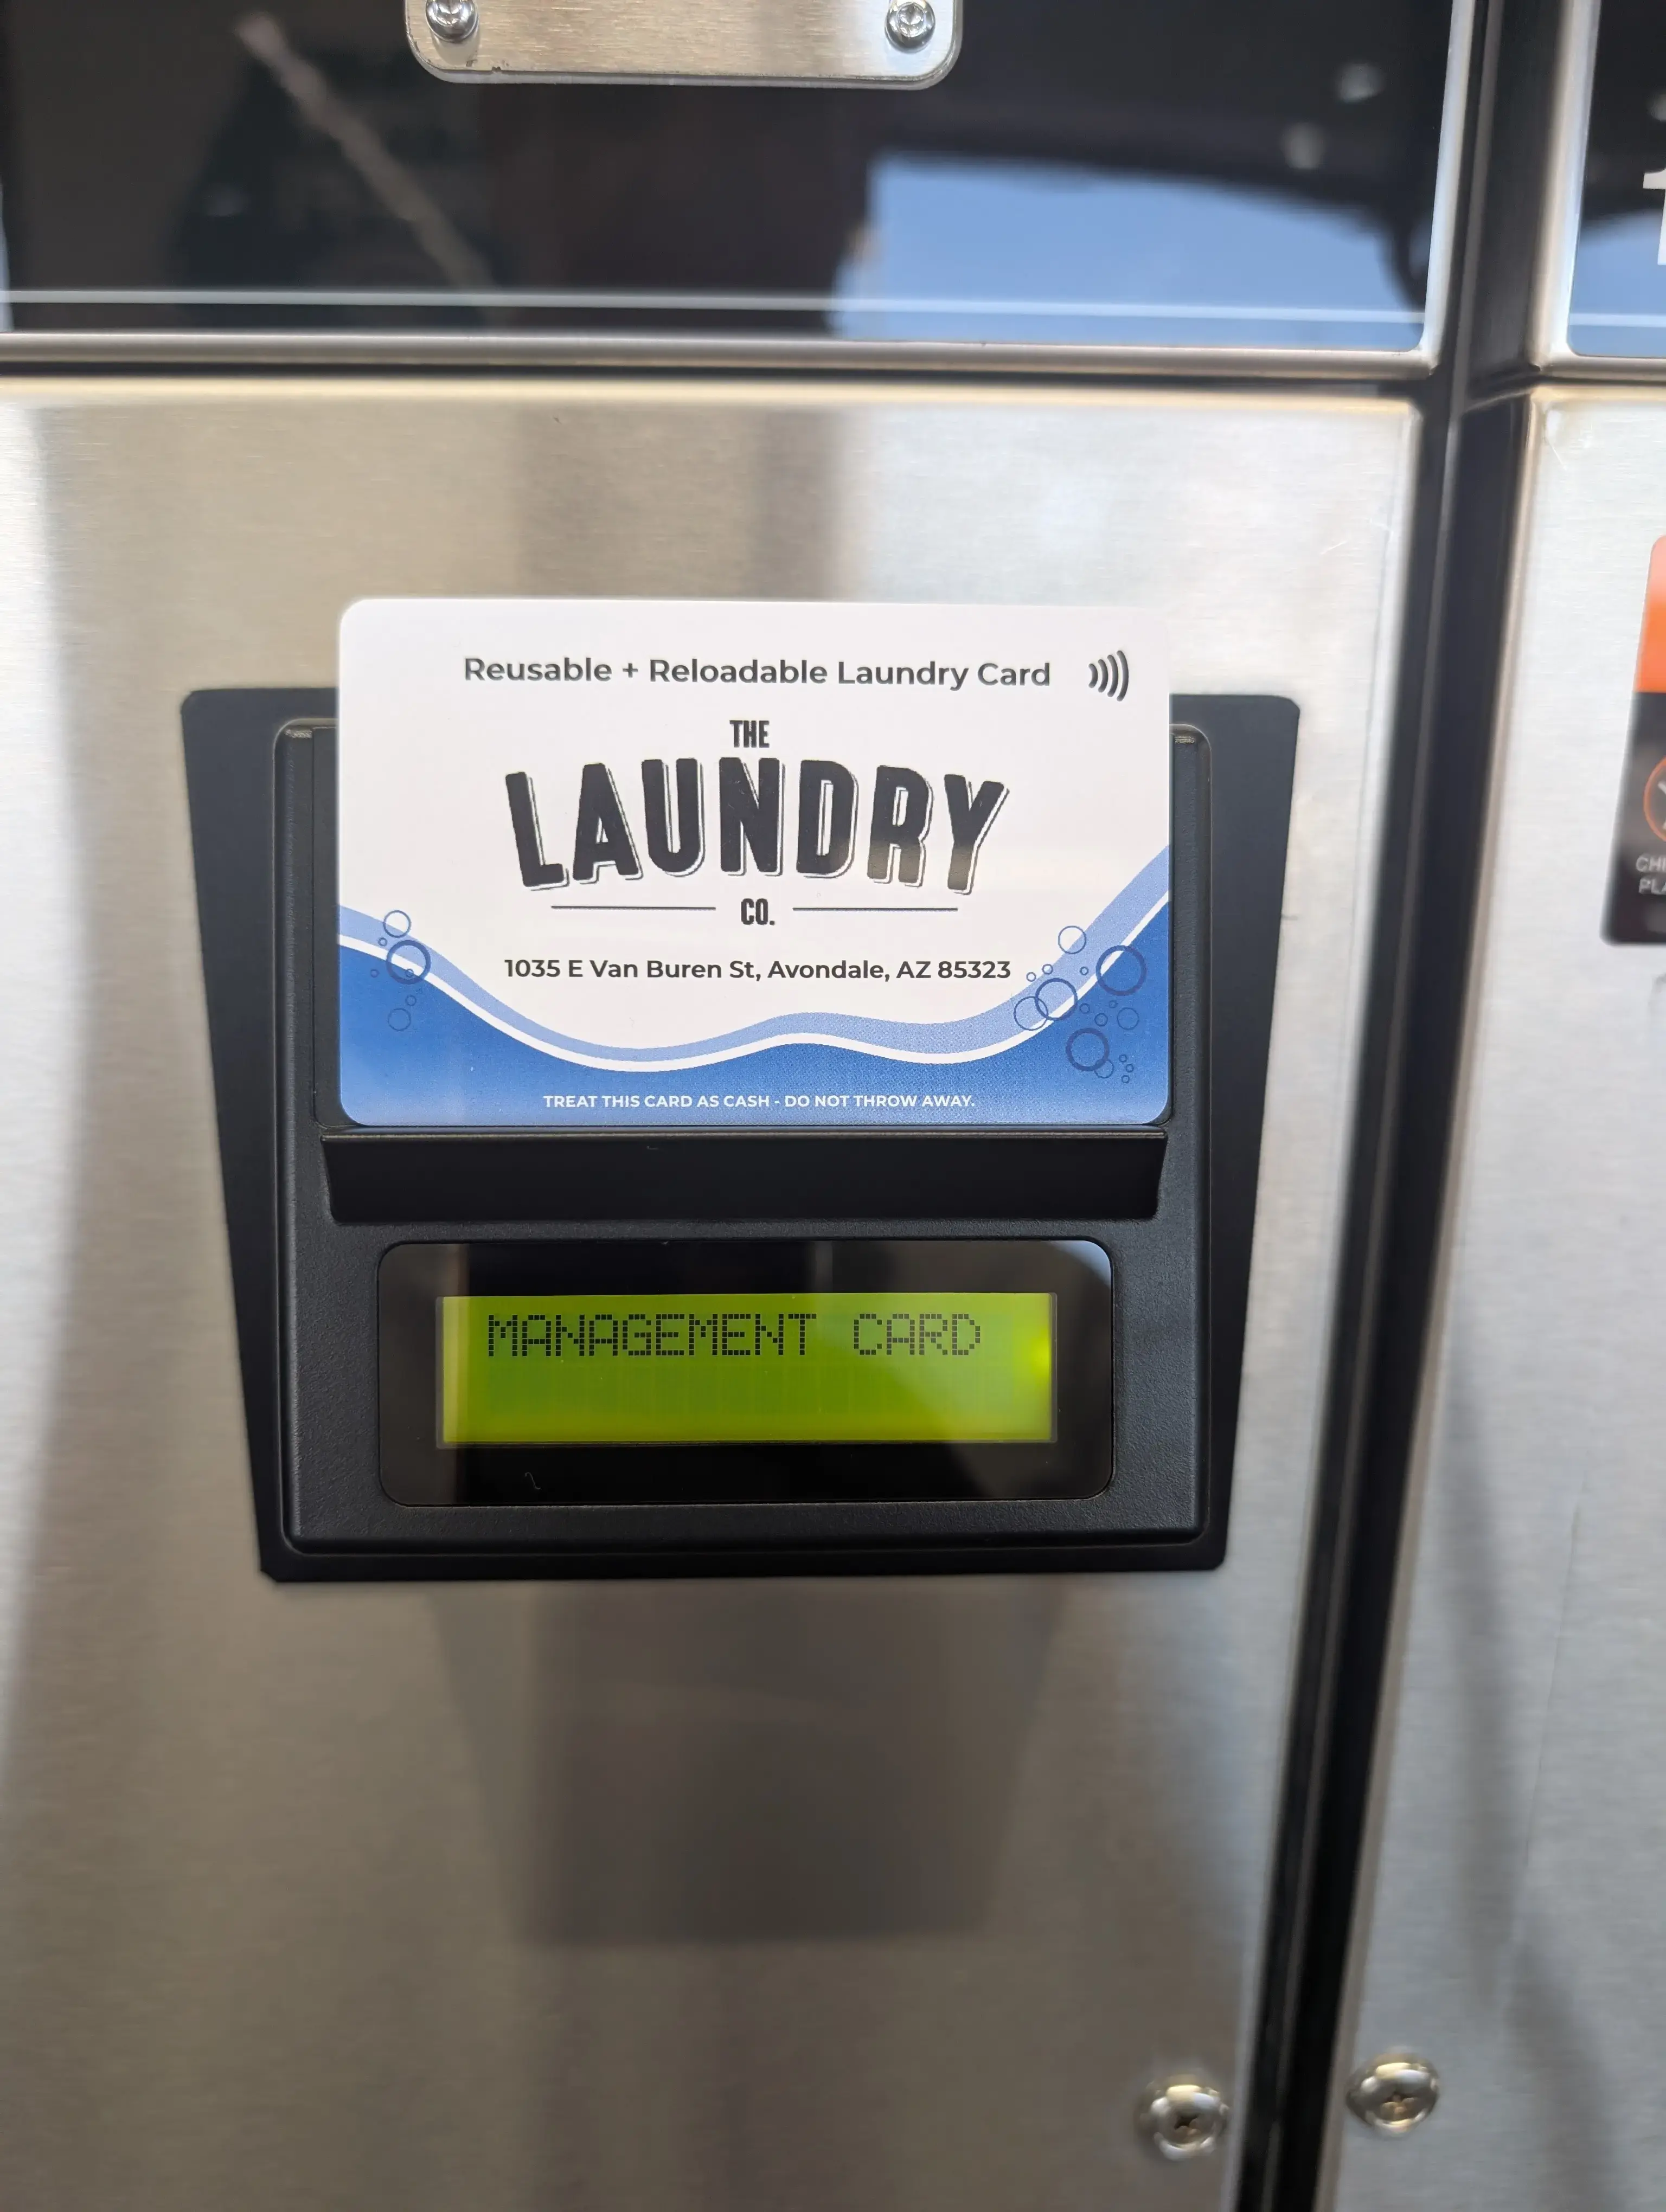 Reusable + Reloadable Laundry Card
THE
LAUNDRY
CO.
1035 E Van Buren St, Avondale, AZ 85323
TREAT THIS CARD AS CASH - DO NOT THROW AWAY.
MANAGEMENT CARD